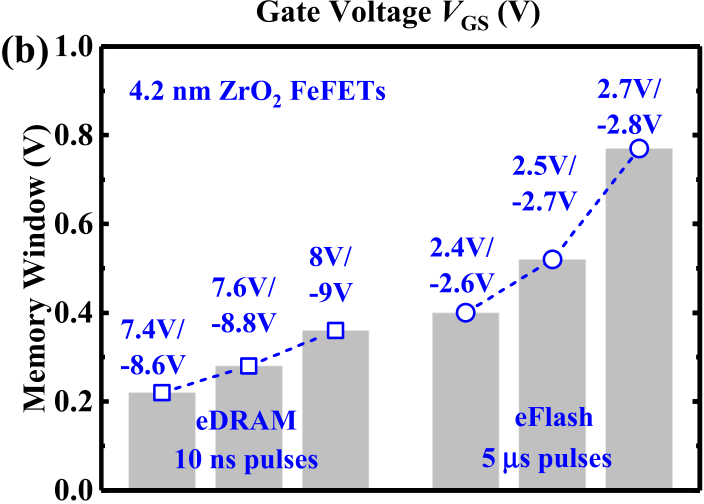 Gate Voltage V_GS (V)
(b)
1.0
0.8
0.6
0.4
0.2
0.0
Memory Window (V)
4.2 nm ZrO₂ FeFETs
7.4V/
-8.6V
7.6V/
-8.8V
8V/
-9V
2.4V/
-2.6V
2.5V/
-2.7V
2.7V/
-2.8V
eDRAM
10 ns pulses
eFlash
5 μs pulses